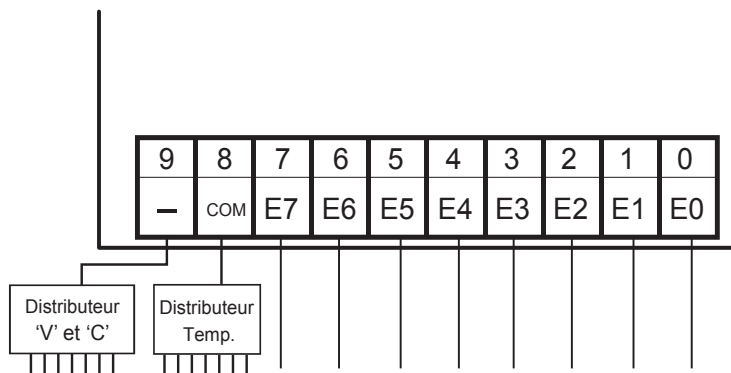 9 8 7 6 5 4 3 2 1 0
– COM E7 E6 E5 E4 E3 E2 E1 E0
Distributeur
‘V’ et ‘C’
Distributeur
Temp.